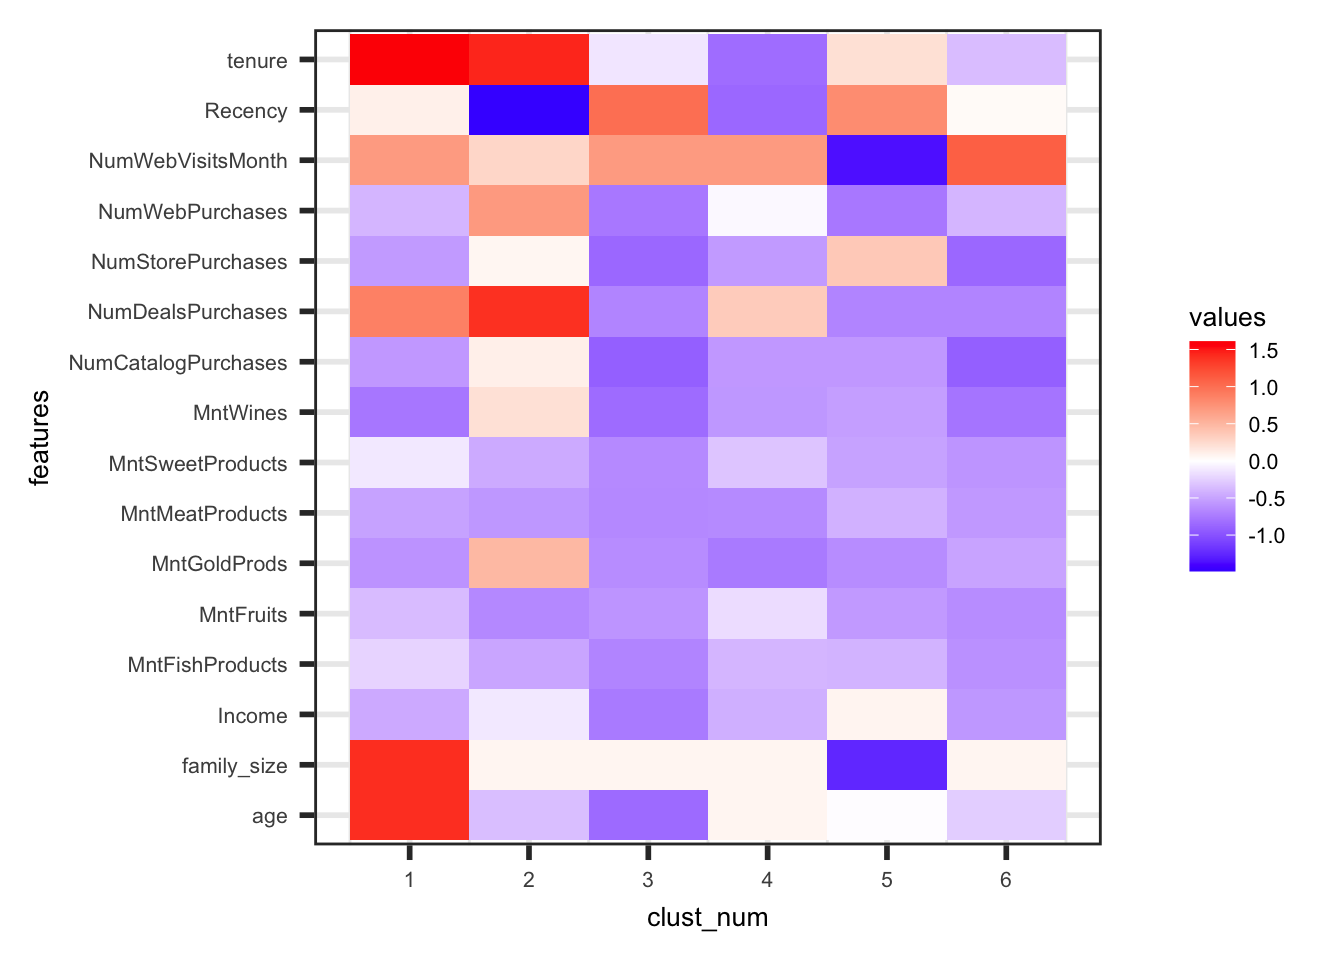 tenure
Recency
NumWebVisitsMonth
NumWebPurchases
NumStorePurchases
NumDealsPurchases
NumCatalogPurchases
MntWines
MntSweetProducts
MntMeatProducts
MntGoldProds
MntFruits
MntFishProducts
Income
family_size
age
features
1 2 3 4 5 6
clust_num
values
1.5
1.0
0.5
0.0
-0.5
-1.0